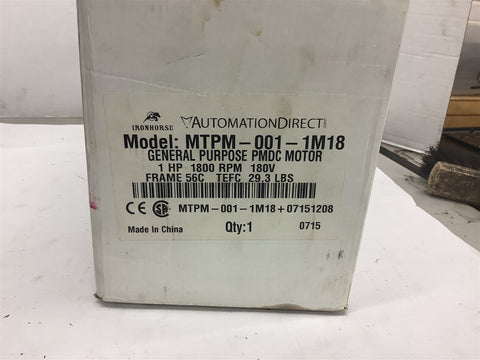 IRONHORSE
AUTOMATIONDIRECT
Model: MTPM-001-1M18
GENERAL PURPOSE PMDC MOTOR
1 HP 1800 RPM 180V
FRAME 56C TEFC 29.3 LBS
CE SA MTPM-001-1M18+07151208
Made in China Qty:1 0715